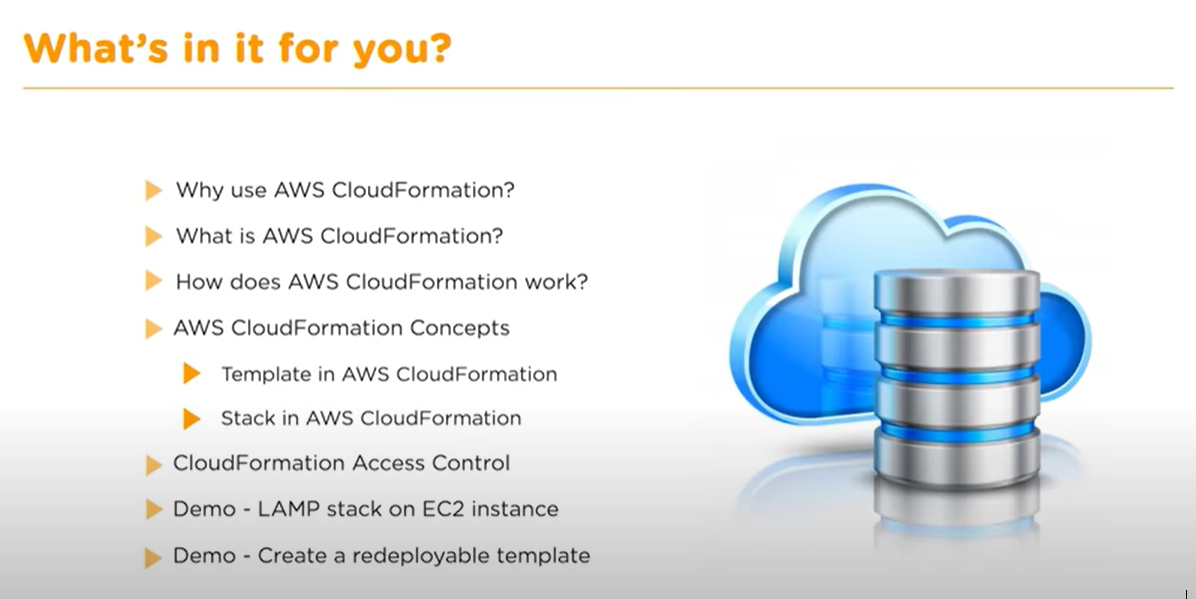 What's in it for you?
Why use AWS CloudFormation?
What is AWS CloudFormation?
How does AWS CloudFormation work?
AWS CloudFormation Concepts
Template in AWS CloudFormation
Stack in AWS CloudFormation
CloudFormation Access Control
Demo - LAMP stack on EC2 instance
Demo - Create a redeployable template